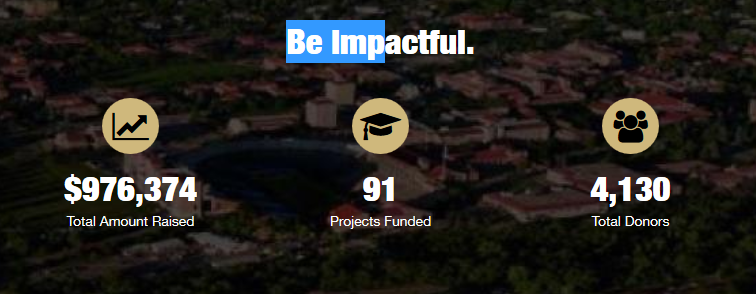 Be Impactful.
$976,374 91 4,130
Total Amount Raised Projects Funded Total Donors